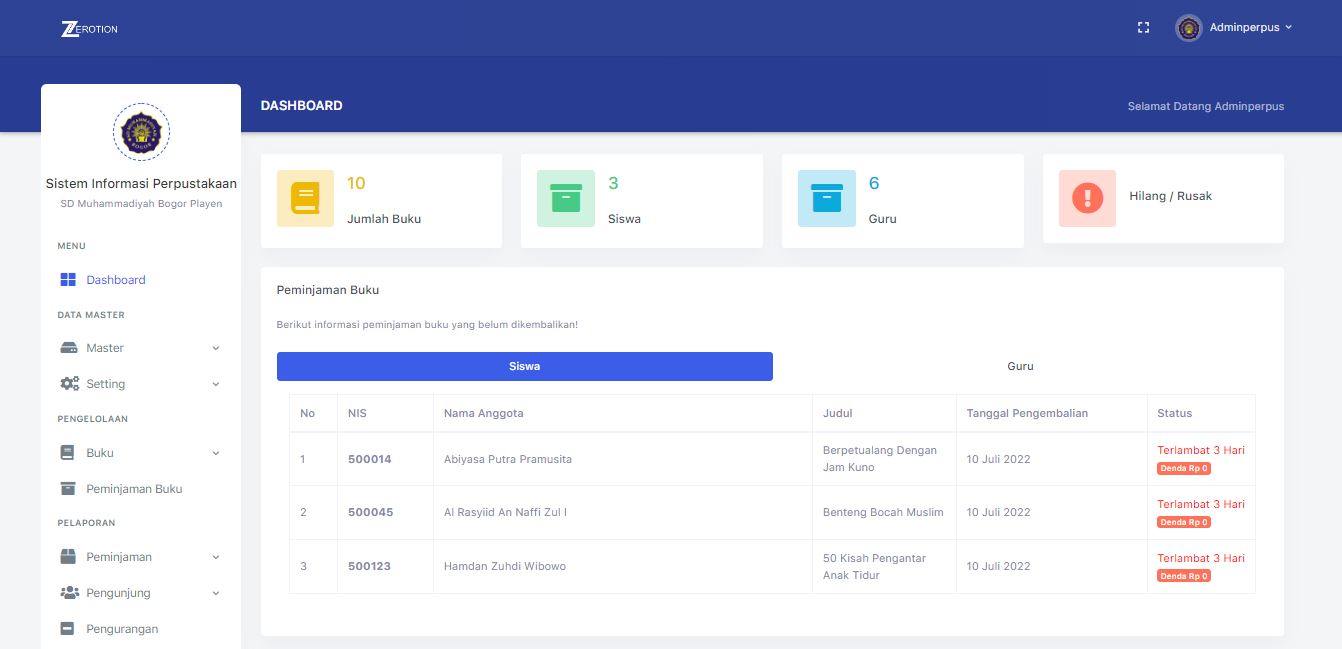 ZEROTION
Adminperpus
DASHBOARD
Selamat Datang Adminperpus
Sistem Informasi Perpustakaan
SD Muhammadiyah Bogor Playen
MENU
Dashboard
DATA MASTER
Master
Setting
PENGELOLAAN
Buku
Peminjaman Buku
PELAPORAN
Peminjaman
Pengunjung
Pengurangan
10
Jumlah Buku
3
Siswa
6
Guru
Hilang / Rusak
Peminjaman Buku
Berikut informasi peminjaman buku yang belum dikembalikan!
Siswa Guru
No NIS Nama Anggota Judul Tanggal Pengembalian Status
1 500014 Abiyasa Putra Pramusita Berpetualang Dengan Jam Kuno 10 Juli 2022 Terlambat 3 Hari
Denda Rp 0
2 500045 Al Rasyiid An Naffi Zul I Benteng Bocah Muslim 10 Juli 2022 Terlambat 3 Hari
Denda Rp 0
3 500123 Hamdan Zuhdi Wibowo 50 Kisah Pengantar Anak Tidur 10 Juli 2022 Terlambat 3 Hari
Denda Rp 0